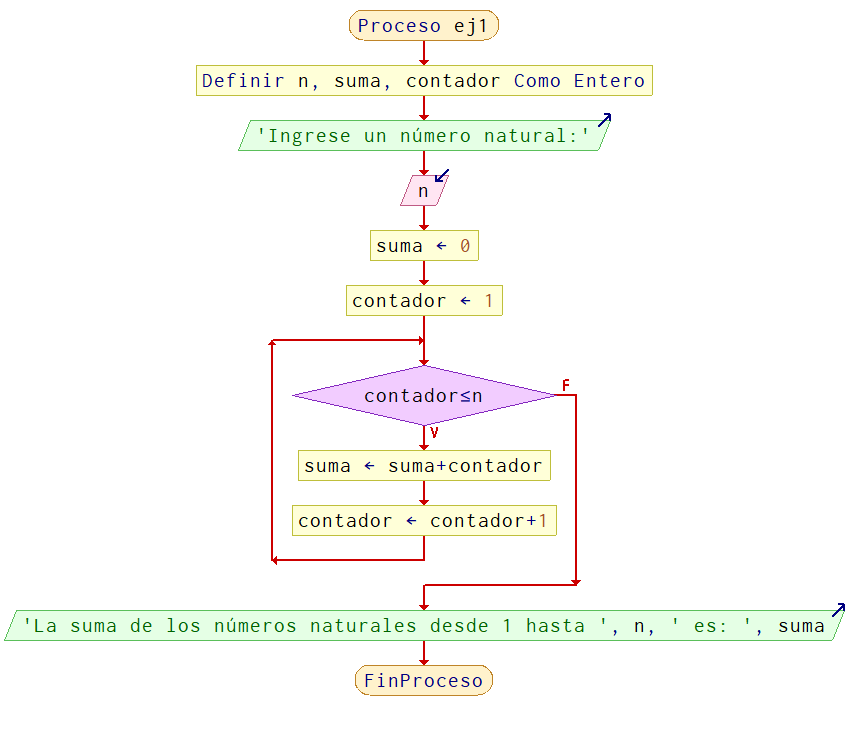 Proceso ej1
Definir n, suma, contador Como Entero
'Ingrese un número natural:'
n
suma ← 0
contador ← 1
contador≤n
F
V
suma ← suma+contador
contador ← contador+1
'La suma de los números naturales desde 1 hasta ', n, ' es: ', suma
FinProceso